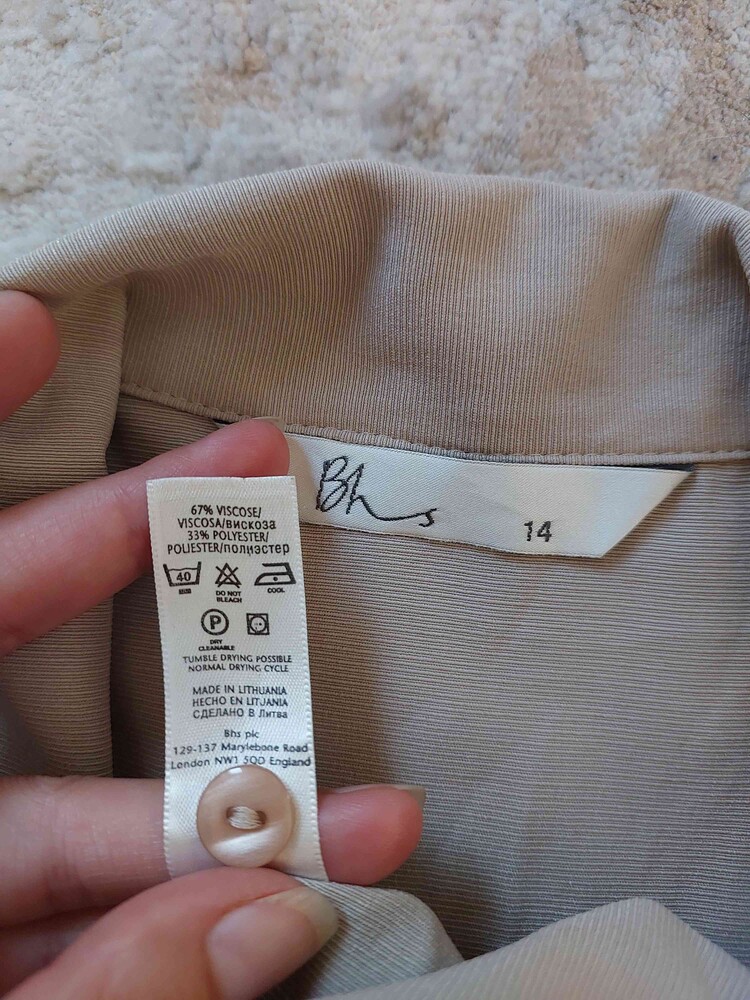 Bhs
14
67% VISCOSE/
VISCOSA/вискоза
33% POLYESTER/
POLIESTER/полиэстер
40
DO NOT
BLEACH
COOL
P
DRY
CLEANABLE
TUMBLE DRYING POSSIBLE
NORMAL DRYING CYCLE
MADE IN LITHUANIA
HECHO EN LITUANIA
СДЕЛАНО В Литва
Bhs plc
129-137 Marylebone Road
London NW1 5QD England